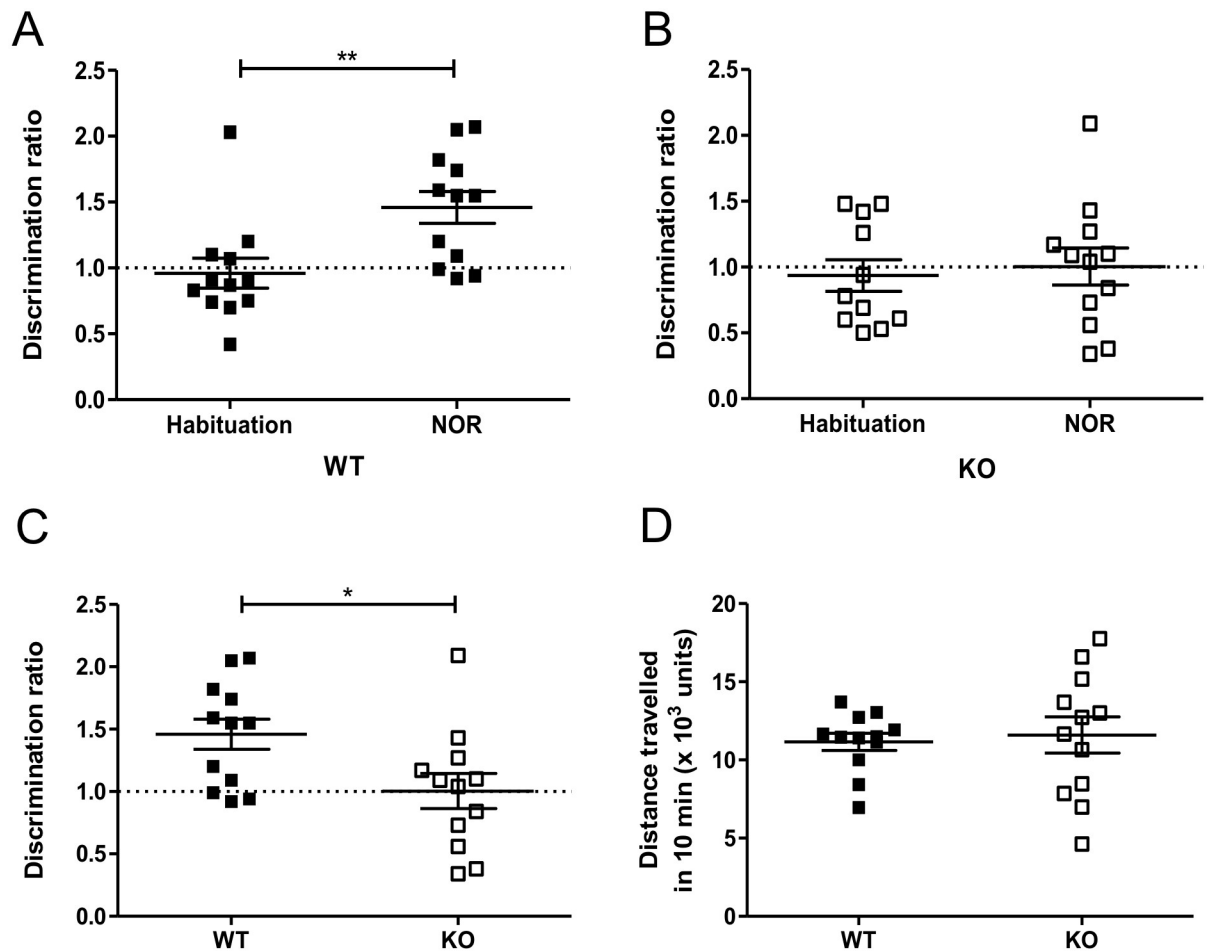 A
**
2.5
2.0
1.5
1.0
0.5
0.0
Discrimination ratio
Habituation NOR
WT
B
2.5
2.0
1.5
1.0
0.5
0.0
Discrimination ratio
Habituation NOR
KO
C
*
2.5
2.0
1.5
1.0
0.5
0.0
Discrimination ratio
WT KO
D
20
15
10
5
0
Distance travelled
in 10 min (x 10³ units)
WT KO